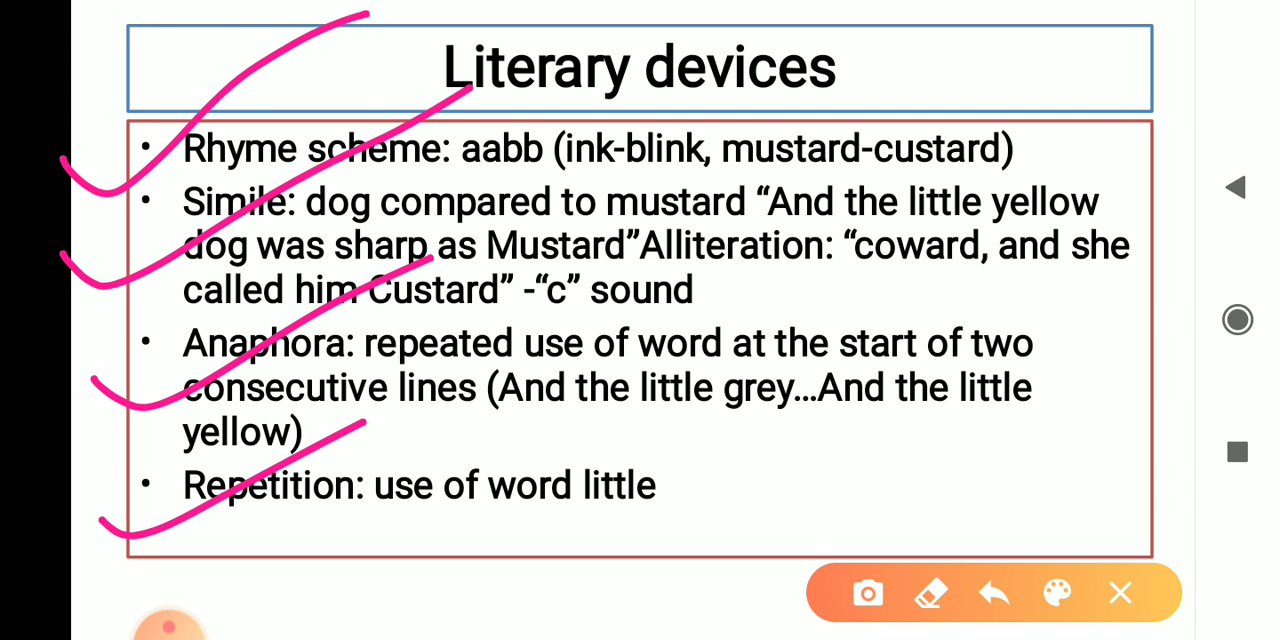 Literary devices
• Rhyme scheme: aabb (ink-blink, mustard-custard)
• Simile: dog compared to mustard “And the little yellow
dog was sharp as Mustard”Alliteration: “coward, and she
called him Custard” -“c” sound
• Anaphora: repeated use of word at the start of two
consecutive lines (And the little grey...And the little
yellow)
• Repetition: use of word little